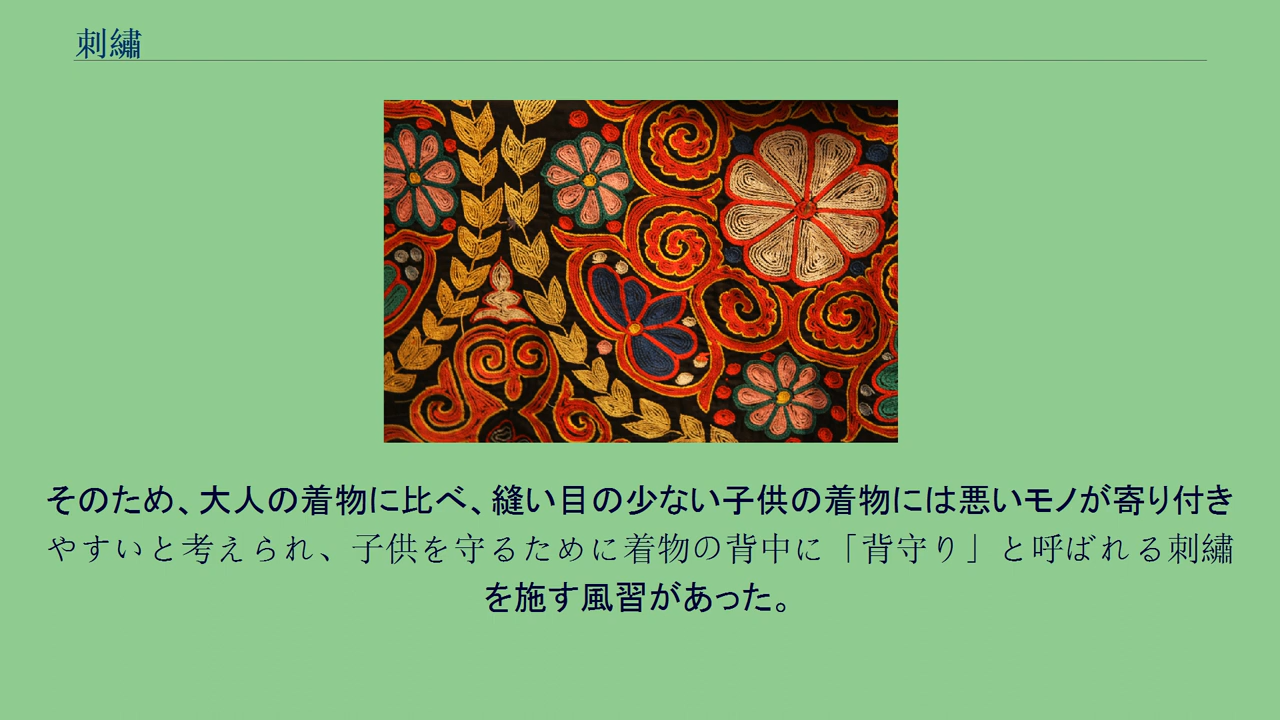 刺繡
そのため、大人の着物に比べ、縫い目の少ない子供の着物には悪いモノが寄り付き
やすいと考えられ、子供を守るために着物の背中に「背守り」と呼ばれる刺繡
を施す風習があった。